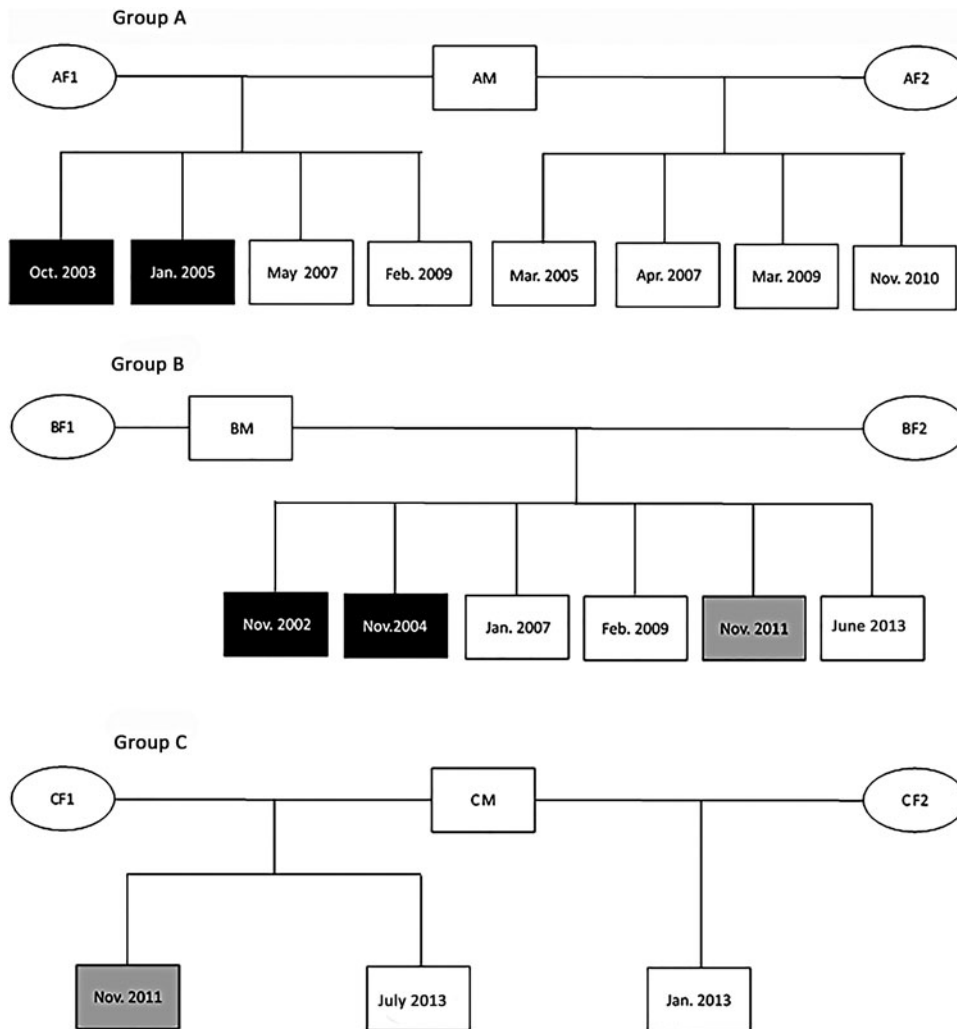 Group A
AF1 AM AF2
Oct. 2003 Jan. 2005 May 2007 Feb. 2009 Mar. 2005 Apr. 2007 Mar. 2009 Nov. 2010
Group B
BF1 BM BF2
Nov. 2002 Nov.2004 Jan. 2007 Feb. 2009 Nov. 2011 June 2013
Group C
CF1 CM CF2
Nov. 2011 July 2013 Jan. 2013